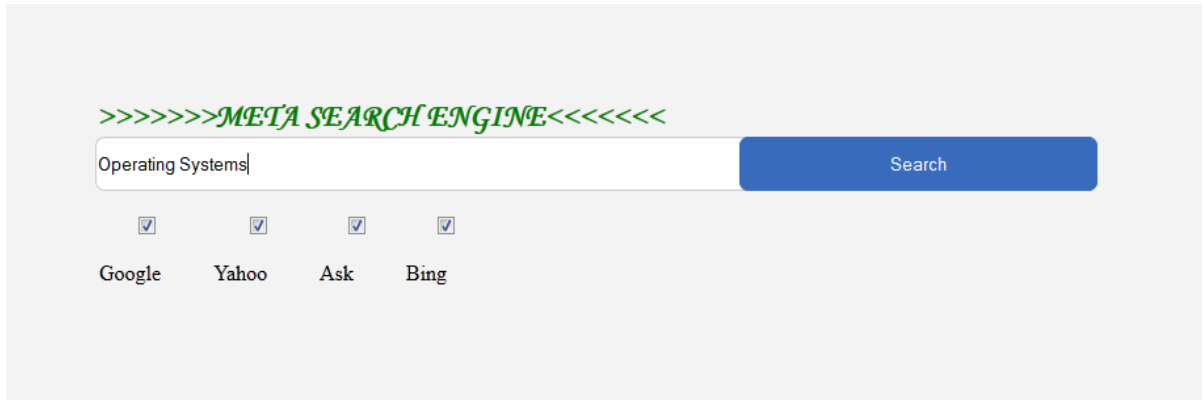 >>>>>>>META SEARCH ENGINE<<<<<<<
Operating Systems
Search
Google Yahoo Ask Bing